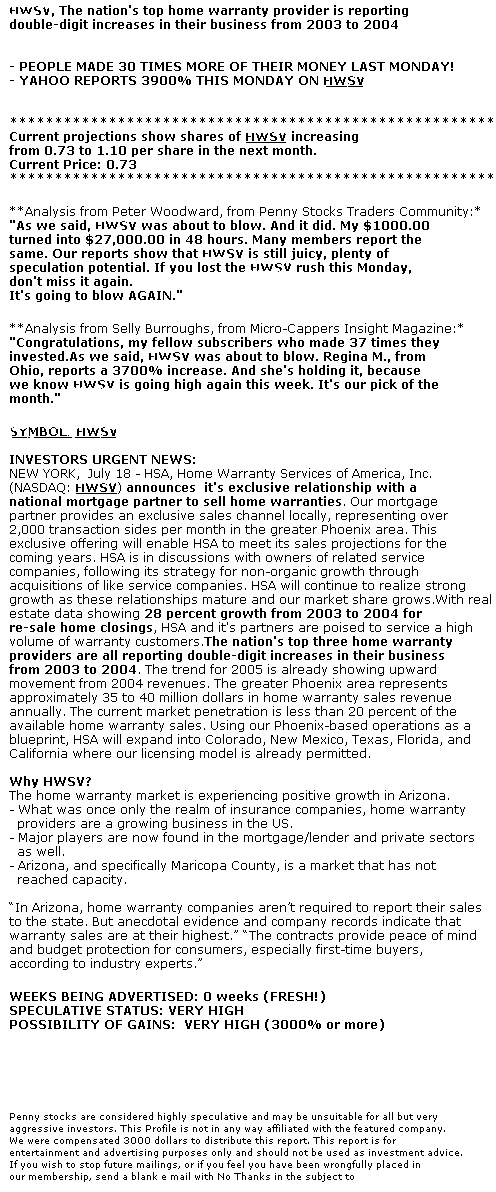 HWSV, The nation's top home warranty provider is reporting
double-digit increases in their business from 2003 to 2004
- PEOPLE MADE 30 TIMES MORE OF THEIR MONEY LAST MONDAY!
- YAHOO REPORTS 3900% THIS MONDAY ON HWSV
*****************************************************
Current projections show shares of HWSV increasing
from 0.73 to 1.10 per share in the next month.
Current Price: 0.73
*****************************************************
**Analysis from Peter Woodward, from Penny Stocks Traders Community:*
"As we said, HWSV was about to blow. And it did. My $1000.00
turned into $27,000.00 in 48 hours. Many members report the
same. Our reports show that HWSV is still juicy, plenty of
speculation potential. If you lost the HWSV rush this Monday,
don't miss it again.
It's going to blow AGAIN."
**Analysis from Selly Burroughs, from Micro-Cappers Insight Magazine:*
"Congratulations, my fellow subscribers who made 37 times they
invested.As we said, HWSV was about to blow. Regina M., from
Ohio, reports a 3700% increase. And she's holding it, because
we know HWSV is going high again this week. It's our pick of the
month."
SYMBOL: HWSV
INVESTORS URGENT NEWS:
NEW YORK,  July 18 - HSA, Home Warranty Services of America, Inc.
(NASDAQ: HWSV) announces  it's exclusive relationship with a
national mortgage partner to sell home warranties. Our mortgage
partner provides an exclusive sales channel locally, representing over
2,000 transaction sides per month in the greater Phoenix area. This
exclusive offering will enable HSA to meet its sales projections for the
coming years. HSA is in discussions with owners of related service
companies, following its strategy for non-organic growth through
acquisitions of like service companies. HSA will continue to realize strong
growth as these relationships mature and our market share grows.With real
estate data showing 28 percent growth from 2003 to 2004 for
re-sale home closings, HSA and it's partners are poised to service a high
volume of warranty customers.The nation's top three home warranty
providers are all reporting double-digit increases in their business
from 2003 to 2004. The trend for 2005 is already showing upward
movement from 2004 revenues. The greater Phoenix area represents
approximately 35 to 40 million dollars in home warranty sales revenue
annually. The current market penetration is less than 20 percent of the
available home warranty sales. Using our Phoenix-based operations as a
blueprint, HSA will expand into Colorado, New Mexico, Texas, Florida, and
California where our licensing model is already permitted.
Why HWSV?
The home warranty market is experiencing positive growth in Arizona.
- What was once only the realm of insurance companies, home warranty
providers are a growing business in the US.
- Major players are now found in the mortgage/lender and private sectors
as well.
- Arizona, and specifically Maricopa County, is a market that has not
reached capacity.
“In Arizona, home warranty companies aren’t required to report their sales
to the state. But anecdotal evidence and company records indicate that
warranty sales are at their highest.” “The contracts provide peace of mind
and budget protection for consumers, especially first-time buyers,
according to industry experts.”
WEEKS BEING ADVERTISED: 0 weeks (FRESH!)
SPECULATIVE STATUS: VERY HIGH
POSSIBILITY OF GAINS:  VERY HIGH (3000% or more)
Penny stocks are considered highly speculative and may be unsuitable for all but very
aggressive investors. This Profile is not in any way affiliated with the featured company.
We were compensated 3000 dollars to distribute this report. This report is for
entertainment and advertising purposes only and should not be used as investment advice.
If you wish to stop future mailings, or if you feel you have been wrongfully placed in
our membership, send a blank e mail with No Thanks in the subject to